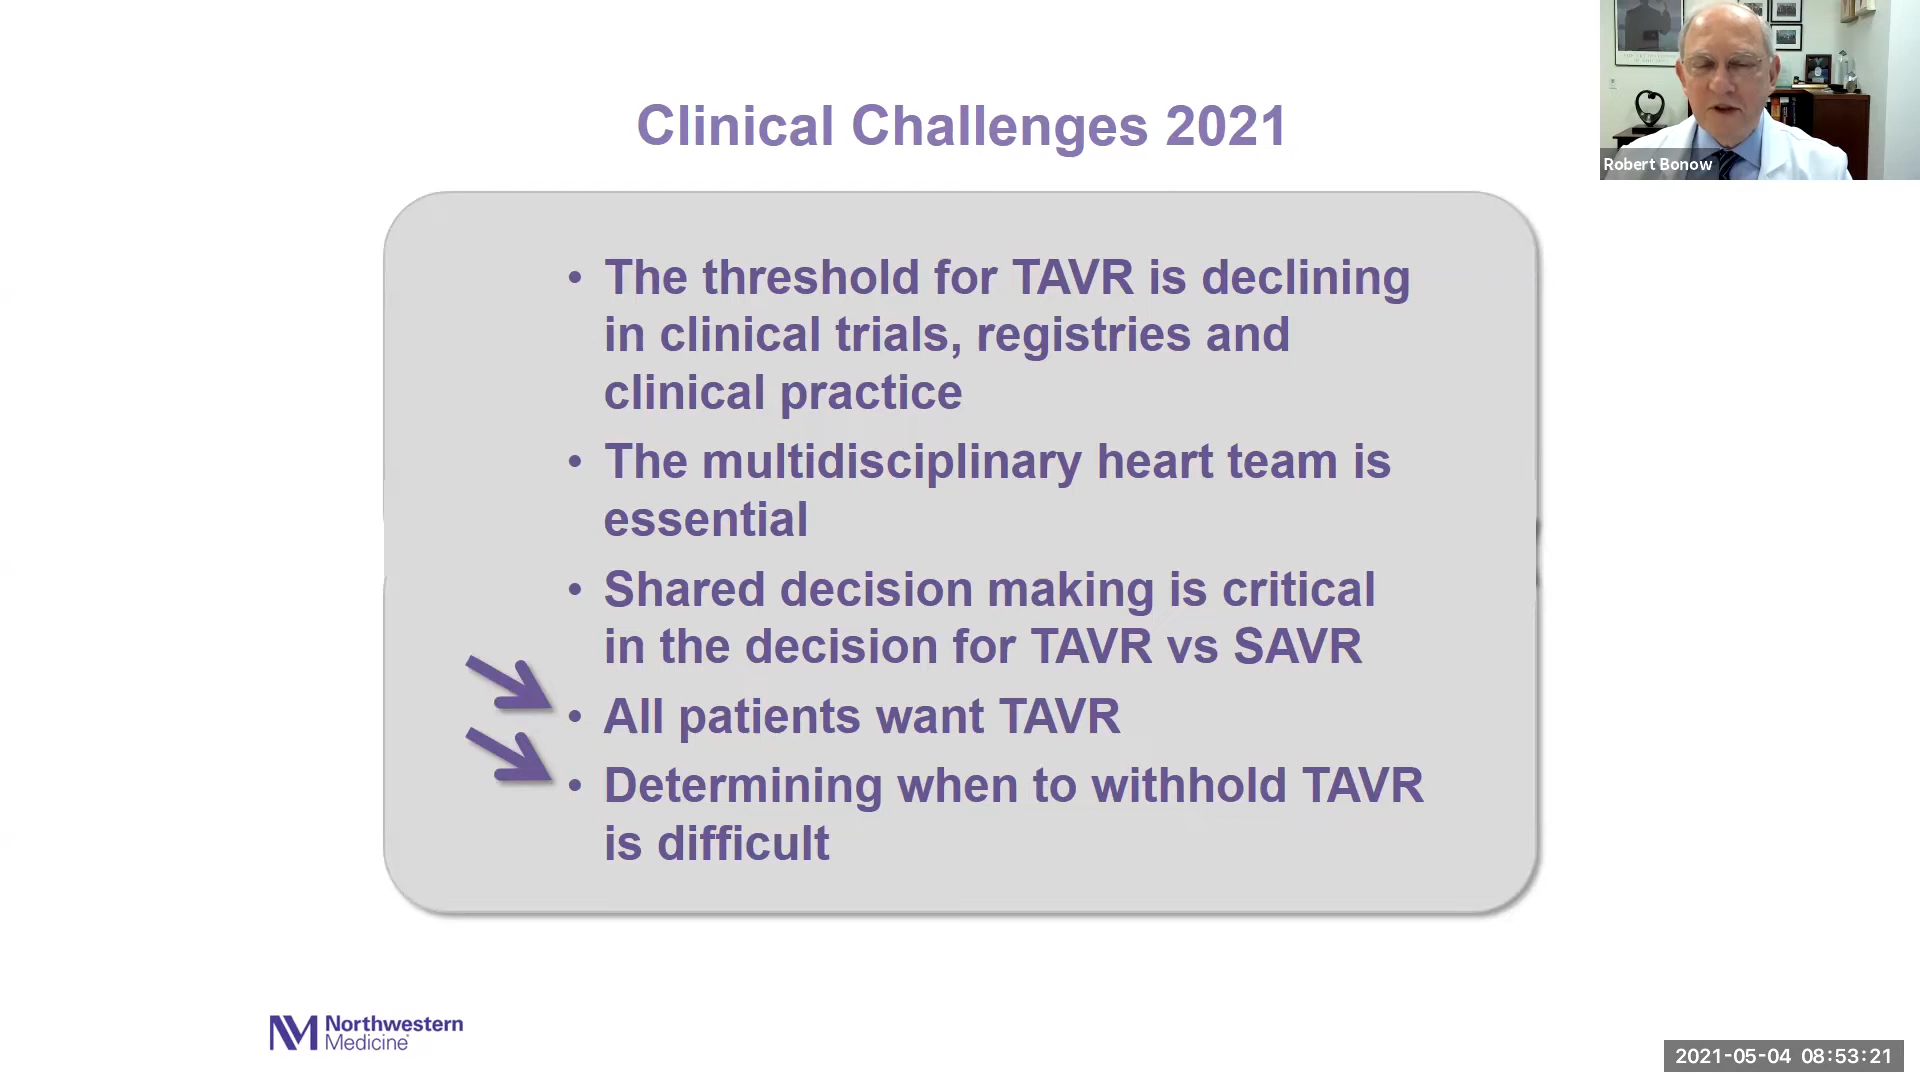 Clinical Challenges 2021
Robert Bonow
• The threshold for TAVR is declining
in clinical trials, registries and
clinical practice
• The multidisciplinary heart team is
essential
• Shared decision making is critical
in the decision for TAVR vs SAVR
• All patients want TAVR
• Determining when to withhold TAVR
is difficult
NM Northwestern
Medicine
2021-05-04 08:53:21